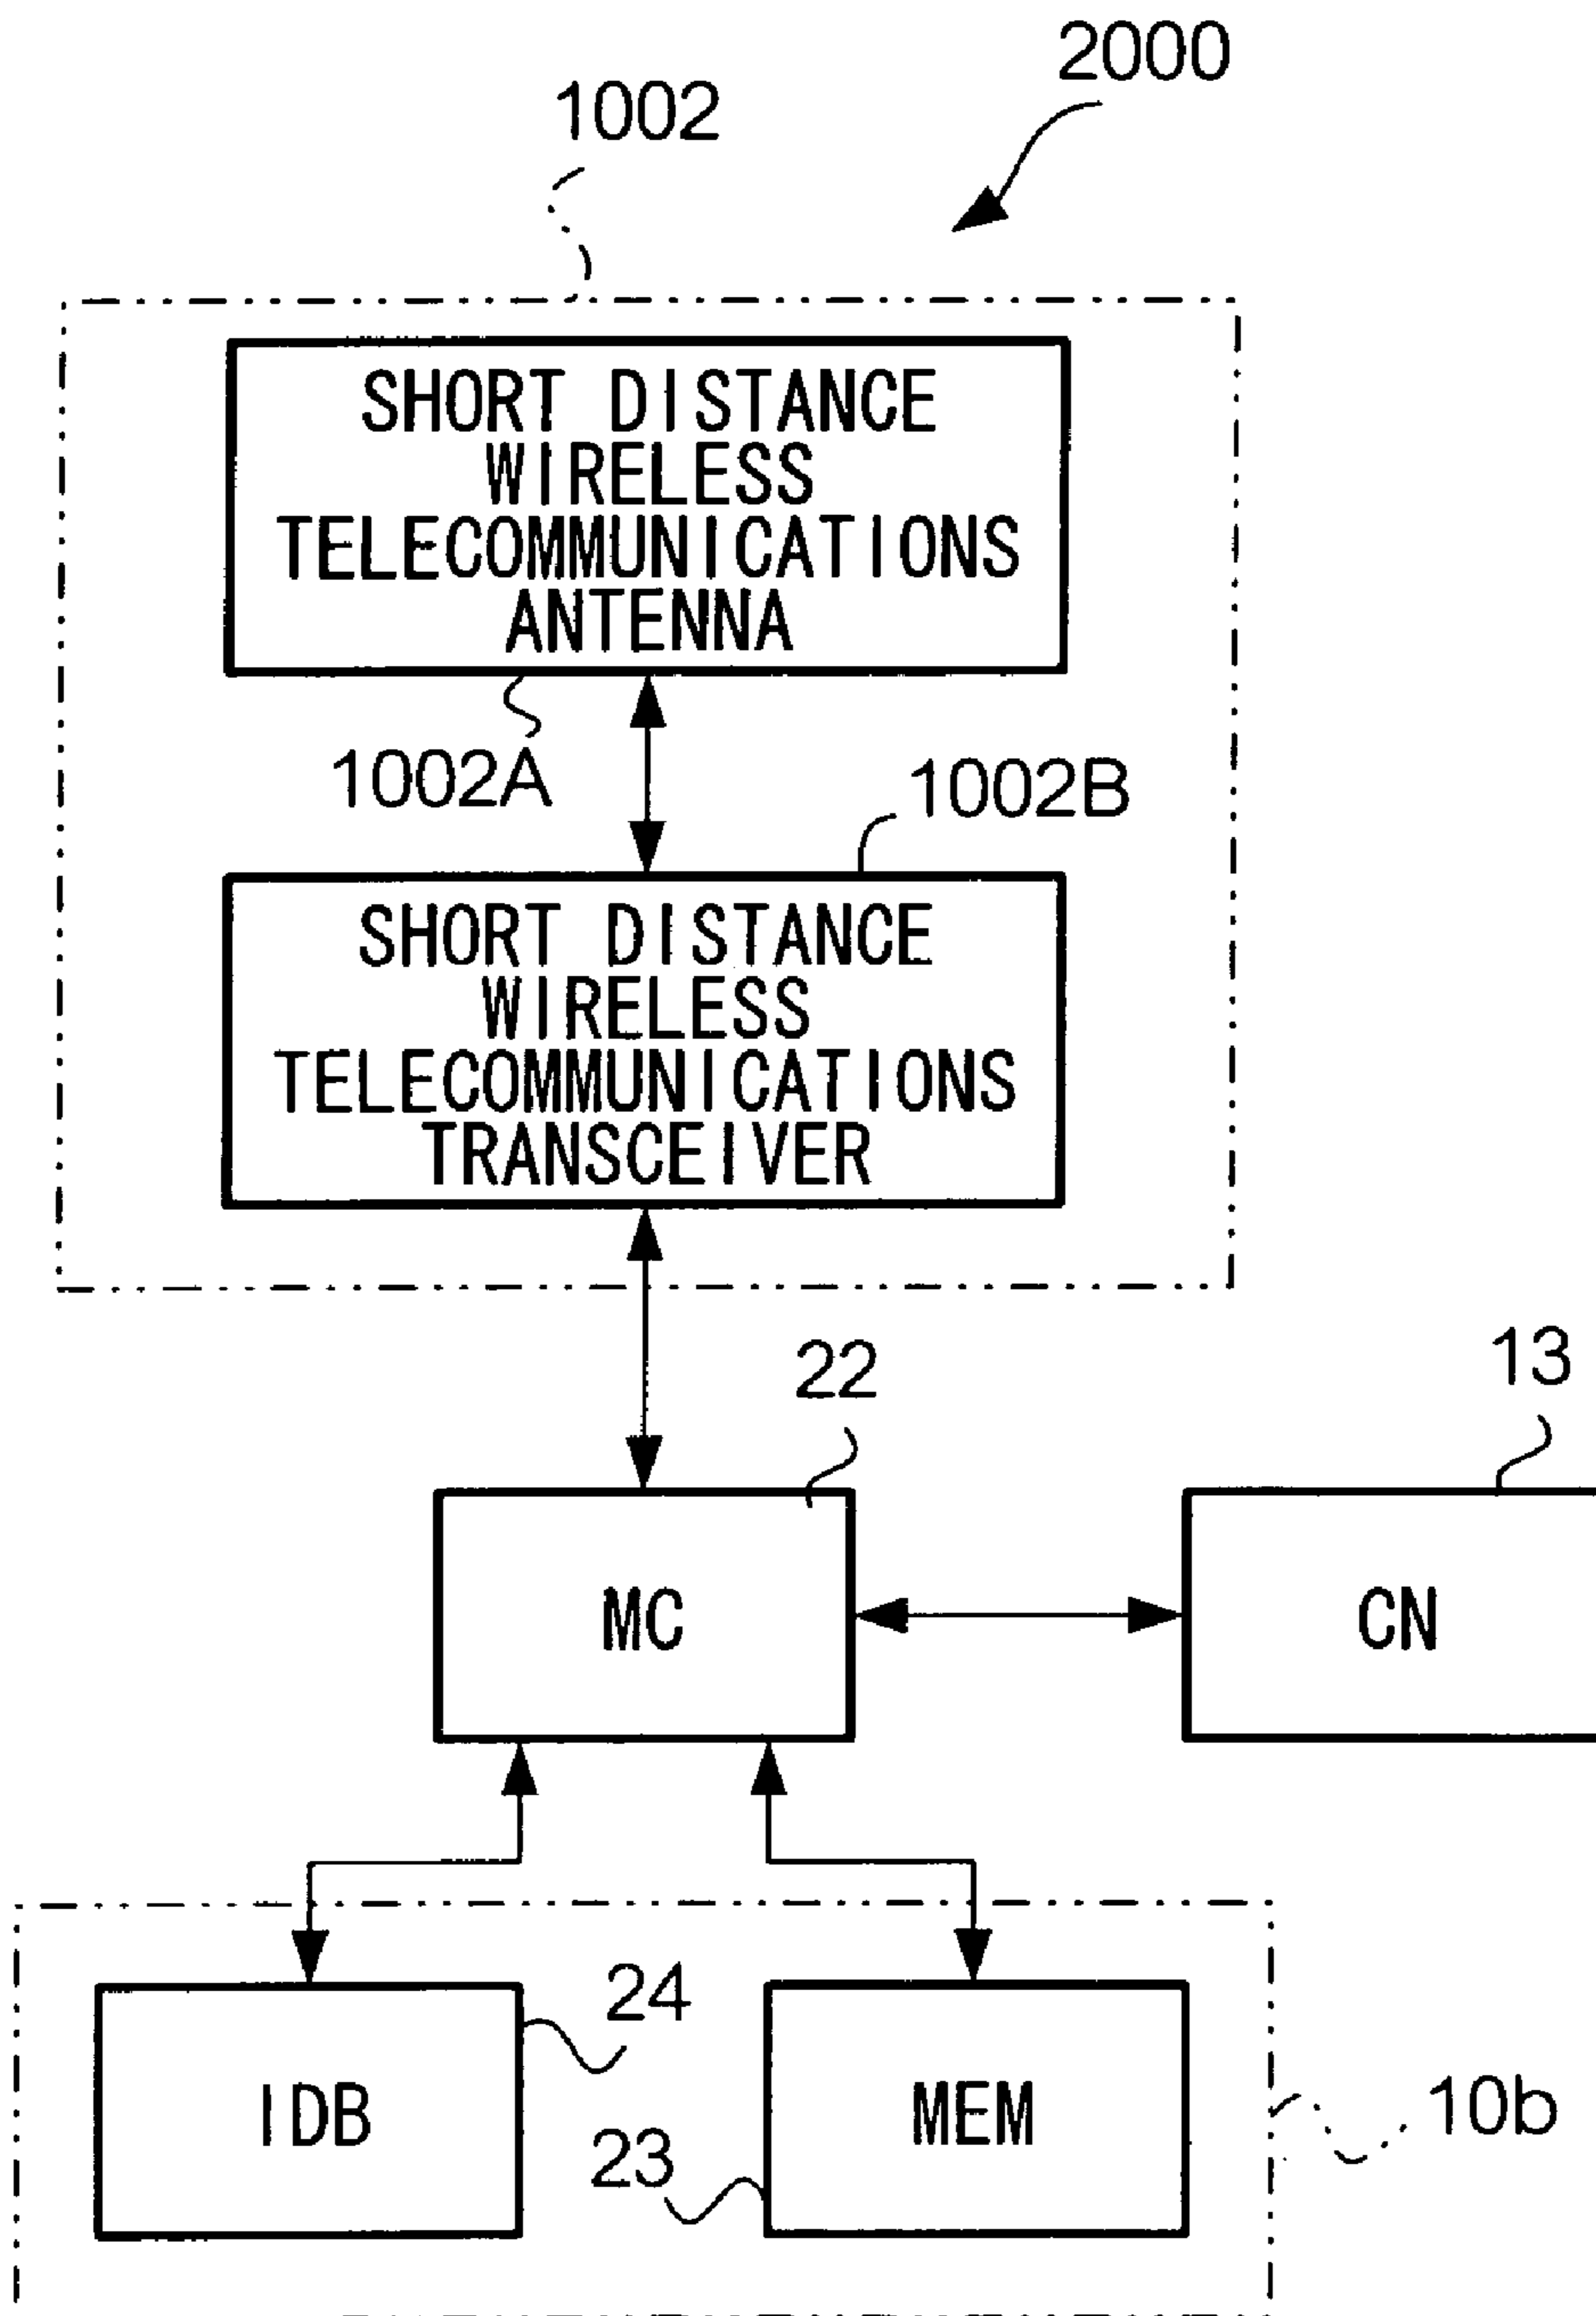 2000
1002
SHORT DISTANCE
WIRELESS
TELECOMMUNICATIONS
ANTENNA
1002A
1002B
SHORT DISTANCE
WIRELESS
TELECOMMUNICATIONS
TRANSCEIVER
22
13
MC
CN
24
IDB
MEM
23
10b